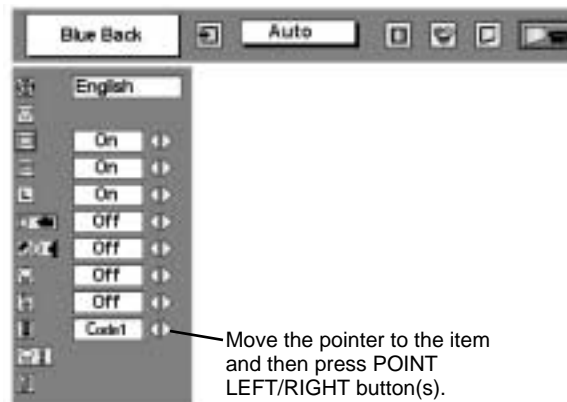 Blue Back
Auto
English
On
On
On
Off
Off
Off
Off
Code1
Move the pointer to the item
and then press POINT
LEFT/RIGHT button(s).